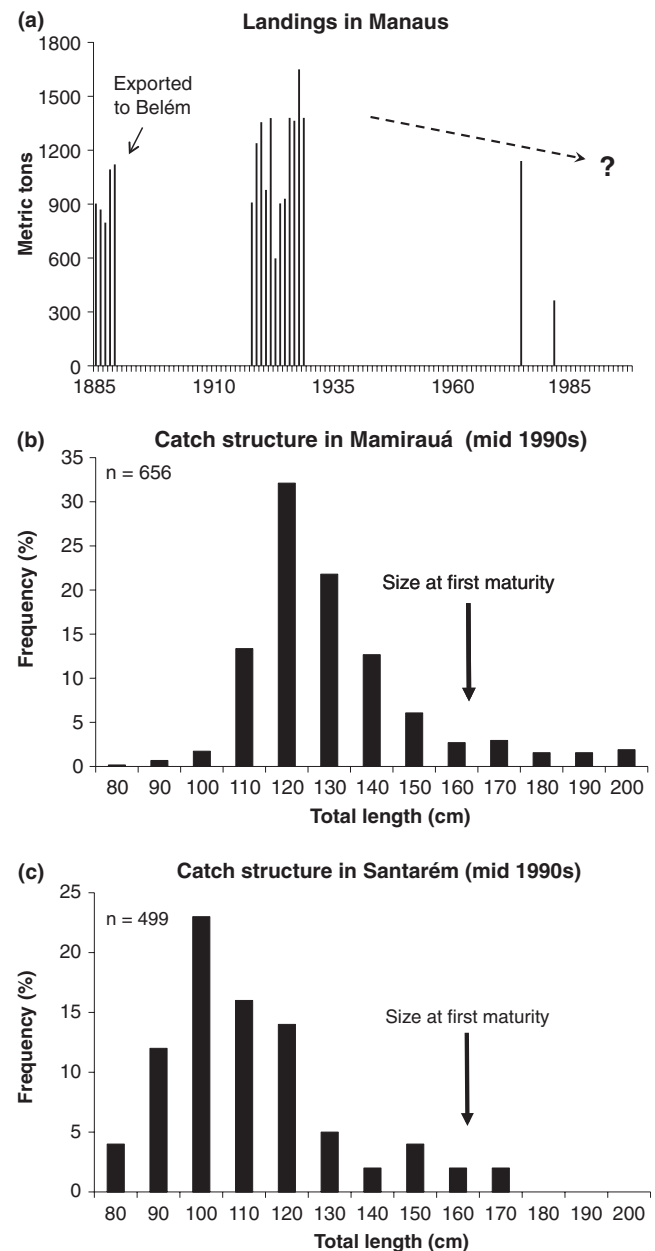 (a)
Landings in Manaus
Metric tons
1800
1500
1200
900
600
300
0
Exported
to Belém
?
1885 1910 1935 1960 1985
(b)
Catch structure in Mamirauá (mid 1990s)
Frequency (%)
35
30
25
20
15
10
5
0
n = 656
Size at first maturity
80 90 100 110 120 130 140 150 160 170 180 190 200
Total length (cm)
(c)
Catch structure in Santarém (mid 1990s)
Frequency (%)
25
20
15
10
5
0
n = 499
Size at first maturity
80 90 100 110 120 130 140 150 160 170 180 190 200
Total length (cm)